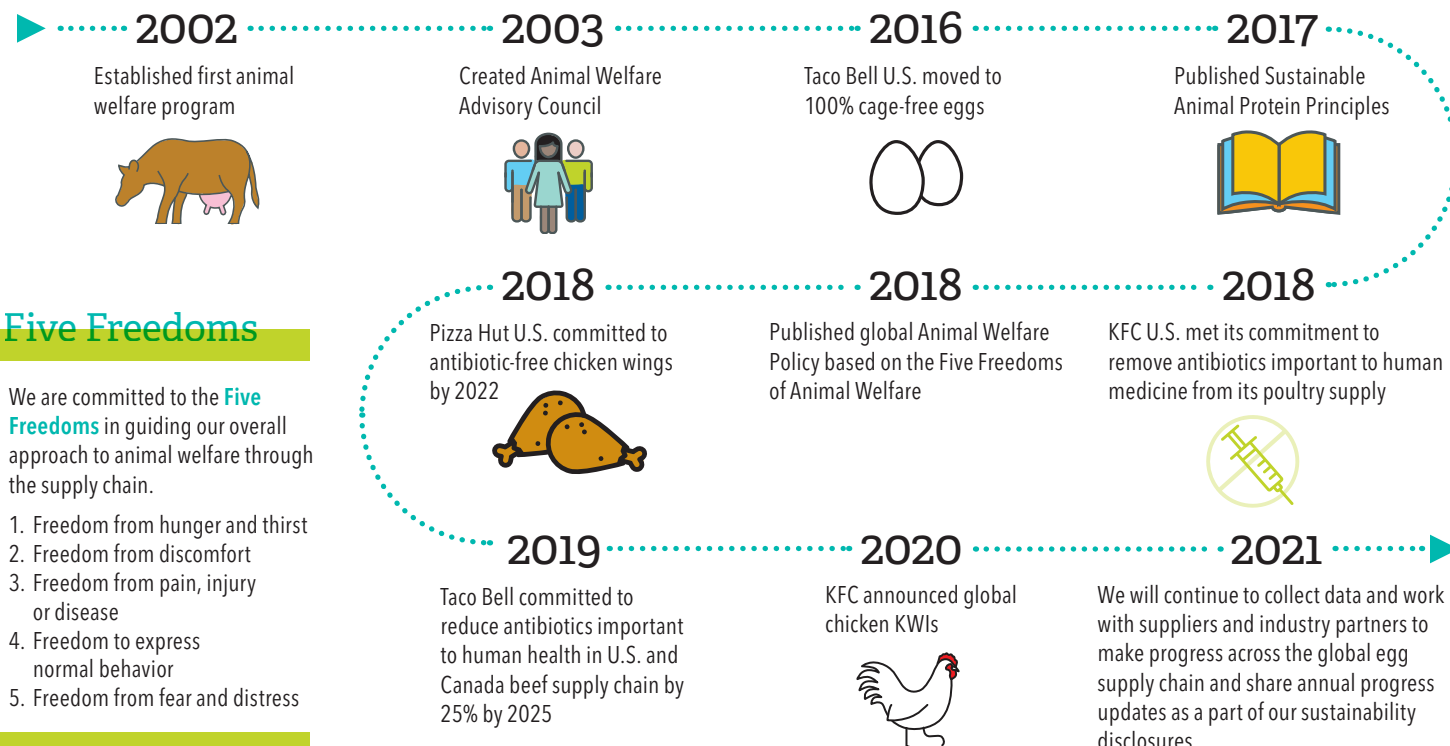 2002
Established first animal
welfare program
2003
Created Animal Welfare
Advisory Council
2016
Taco Bell U.S. moved to
100% cage-free eggs
2017
Published Sustainable
Animal Protein Principles
2018
KFC U.S. met its commitment to
remove antibiotics important to human
medicine from its poultry supply
2018
Published global Animal Welfare
Policy based on the Five Freedoms
of Animal Welfare
2018
Pizza Hut U.S. committed to
antibiotic-free chicken wings
by 2022
2019
Taco Bell committed to
reduce antibiotics important
to human health in U.S. and
Canada beef supply chain by
25% by 2025
2020
KFC announced global
chicken KWIs
2021
We will continue to collect data and work
with suppliers and industry partners to
make progress across the global egg
supply chain and share annual progress
updates as a part of our sustainability
disclosures
Five Freedoms
We are committed to the Five
Freedoms in guiding our overall
approach to animal welfare through
the supply chain.
1. Freedom from hunger and thirst
2. Freedom from discomfort
3. Freedom from pain, injury
or disease
4. Freedom to express
normal behavior
5. Freedom from fear and distress